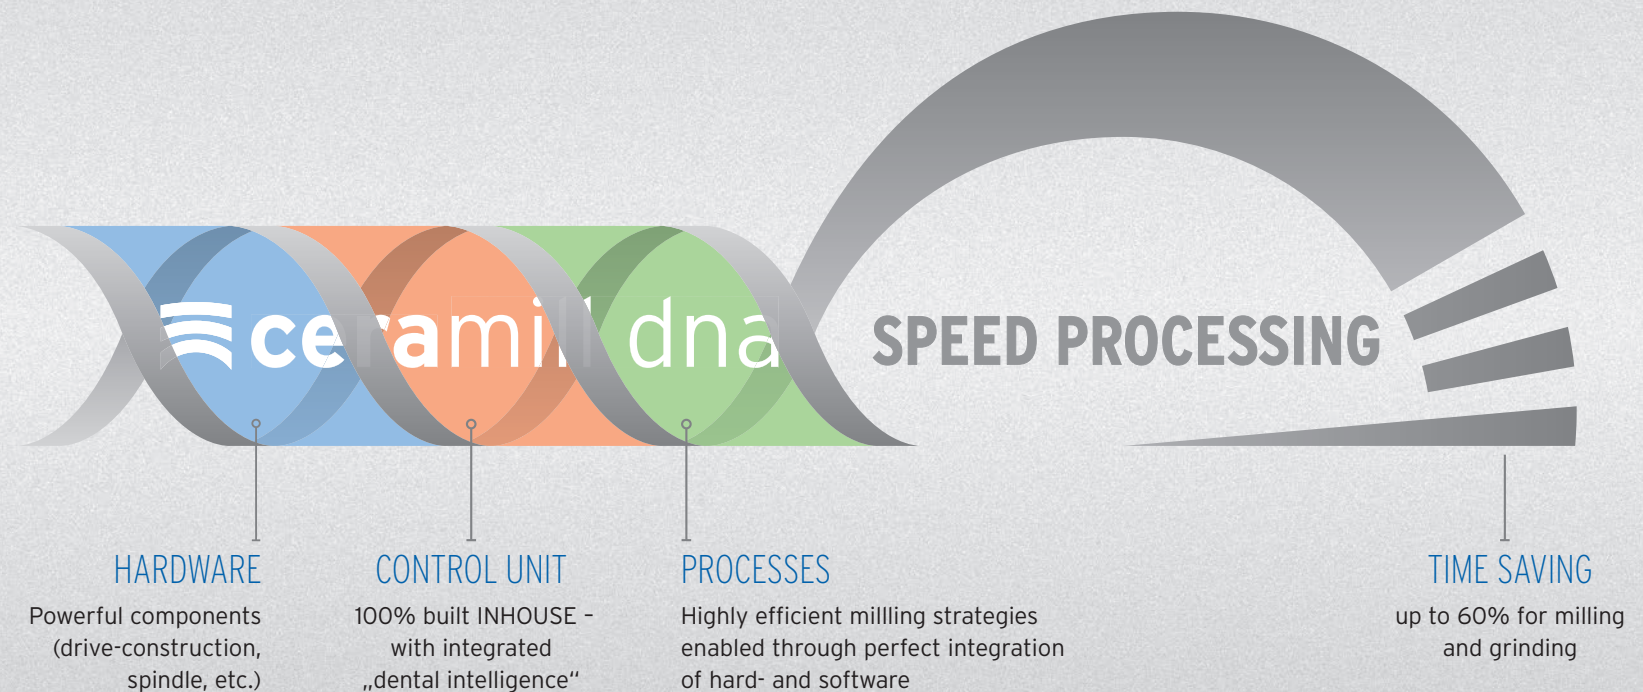 ceramill dna
SPEED PROCESSING
HARDWARE
Powerful components
(drive-construction,
spindle, etc.)
CONTROL UNIT
100% built INHOUSE –
with integrated
„dental intelligence“
PROCESSES
Highly efficient millling strategies
enabled through perfect integration
of hard- and software
TIME SAVING
up to 60% for milling
and grinding